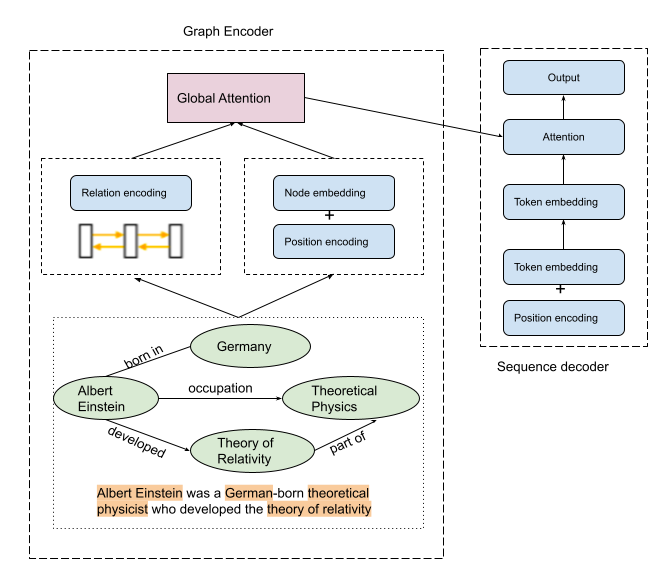 Graph Encoder
Global Attention
Relation encoding
Node embedding
+
Position encoding
born in
Germany
Albert
Einstein
occupation
Theoretical
Physics
developed
Theory of
Relativity
part of
Albert Einstein was a German-born theoretical
physicist who developed the theory of relativity
Output
Attention
Token embedding
Token embedding
+
Position encoding
Sequence decoder